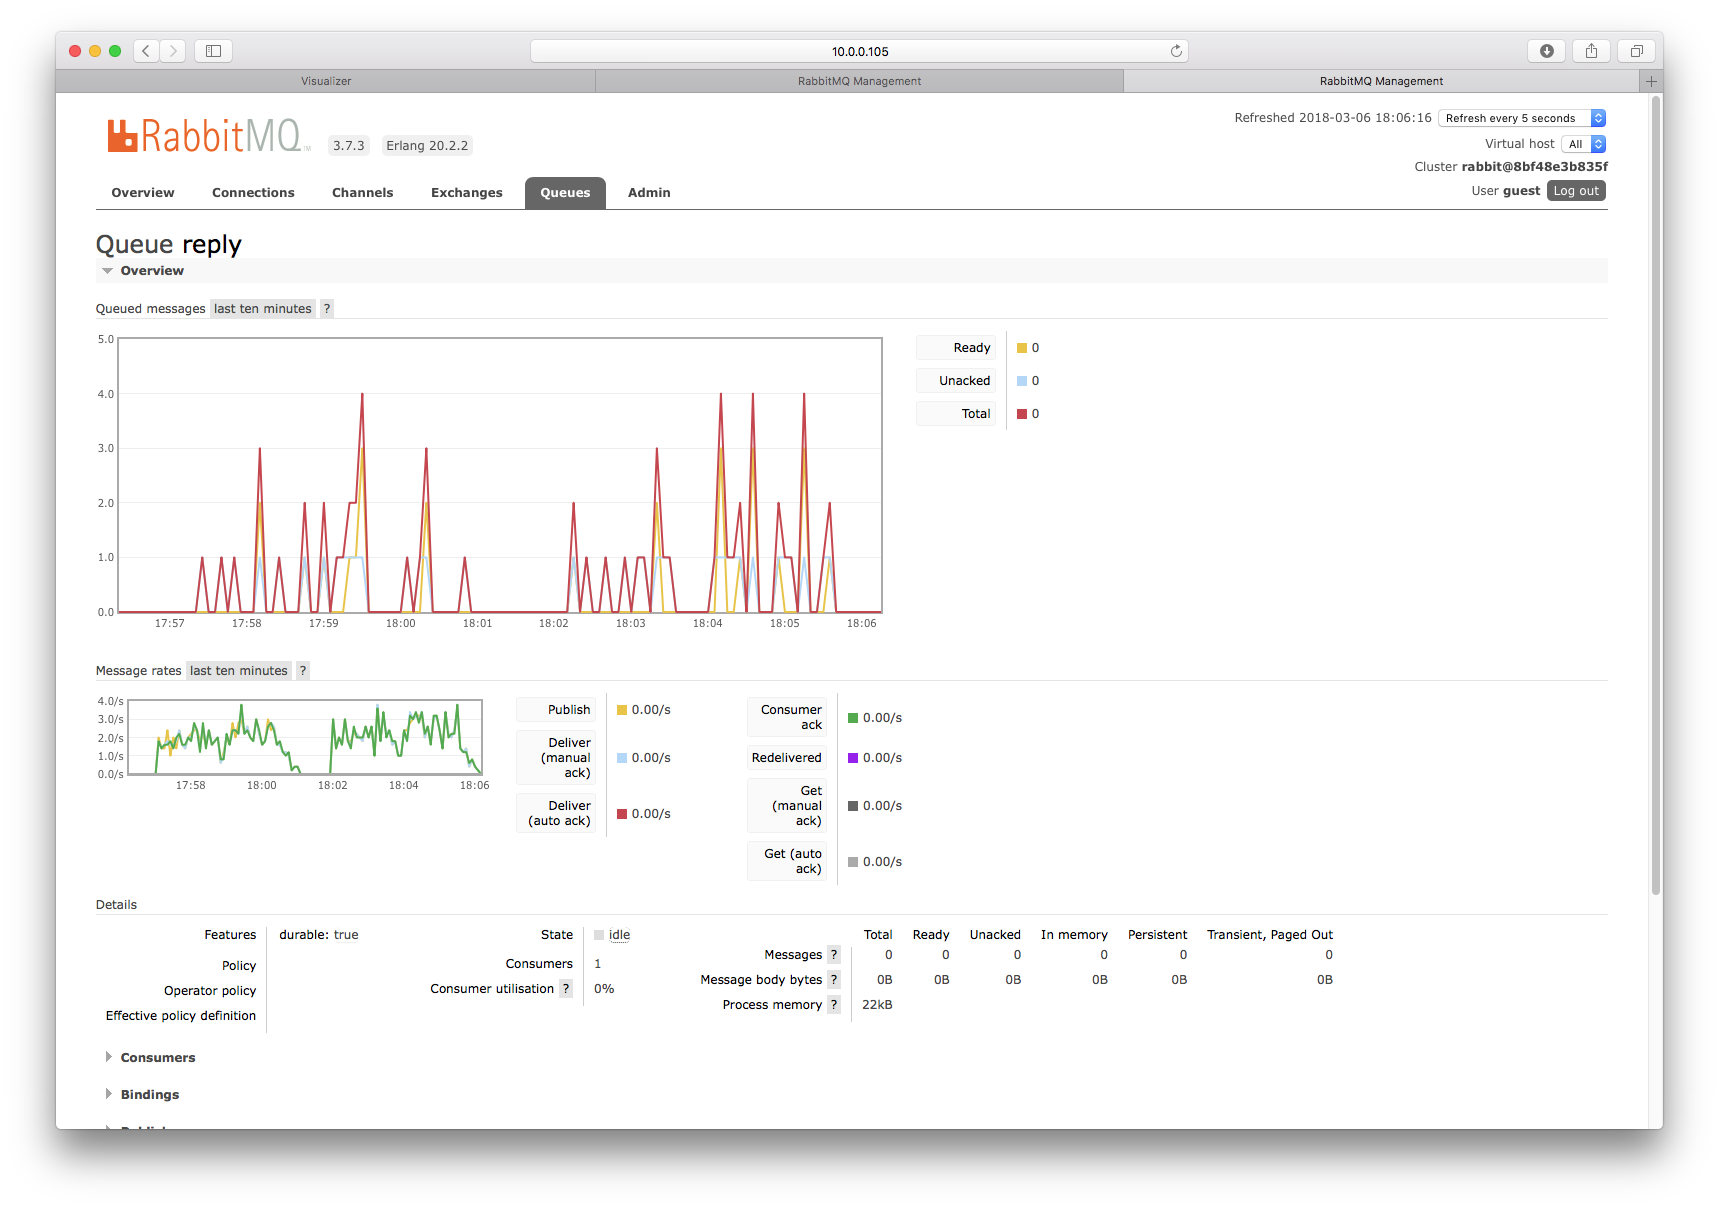 10.0.0.105
Visualizer
RabbitMQ Management
RabbitMQ Management
RabbitMQ™ 3.7.3 Erlang 20.2.2
Refreshed 2018-03-06 18:06:16 Refresh every 5 seconds
Virtual host All
Cluster rabbit@8bf48e3b835f
User guest Log out
Overview Connections Channels Exchanges Queues Admin
Queue reply
Overview
Queued messages last ten minutes ?
5.0
4.0
3.0
2.0
1.0
0.0
17:57 17:58 17:59 18:00 18:01 18:02 18:03 18:04 18:05 18:06
Ready 0
Unacked 0
Total 0
Message rates last ten minutes ?
4.0/s
3.0/s
2.0/s
1.0/s
0.0/s
17:58 18:00 18:02 18:04 18:06
Publish 0.00/s
Deliver
(manual 0.00/s
ack)
Deliver
(auto ack) 0.00/s
Consumer
ack 0.00/s
Redelivered 0.00/s
Get
(manual 0.00/s
ack)
Get (auto
ack) 0.00/s
Details
Features durable: true
Policy
Operator policy
Effective policy definition
State idle
Consumers 1
Consumer utilisation ? 0%
Total Ready Unacked In memory Persistent Transient, Paged Out
Messages ? 0 0 0 0 0 0
Message body bytes ? 0B 0B 0B 0B 0B 0B
Process memory ? 22kB
Consumers
Bindings